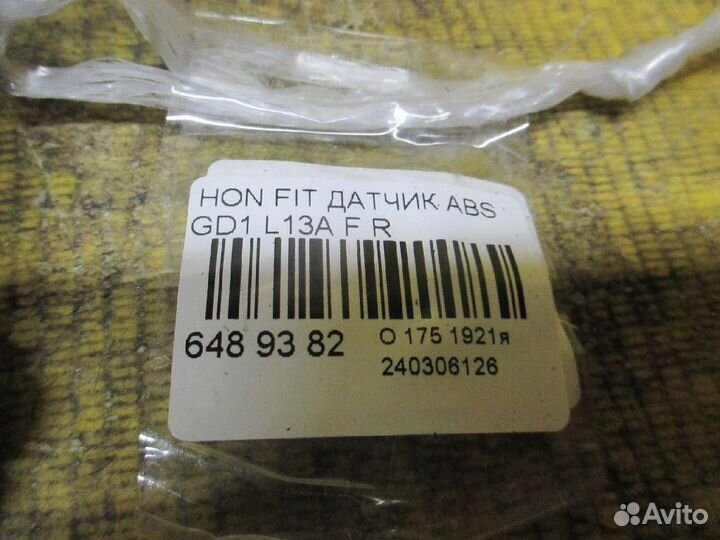 HON FIT ДАТЧИК ABS
GD1 L13A F R
648 93 82
O 175 1921я
240306126
Avito